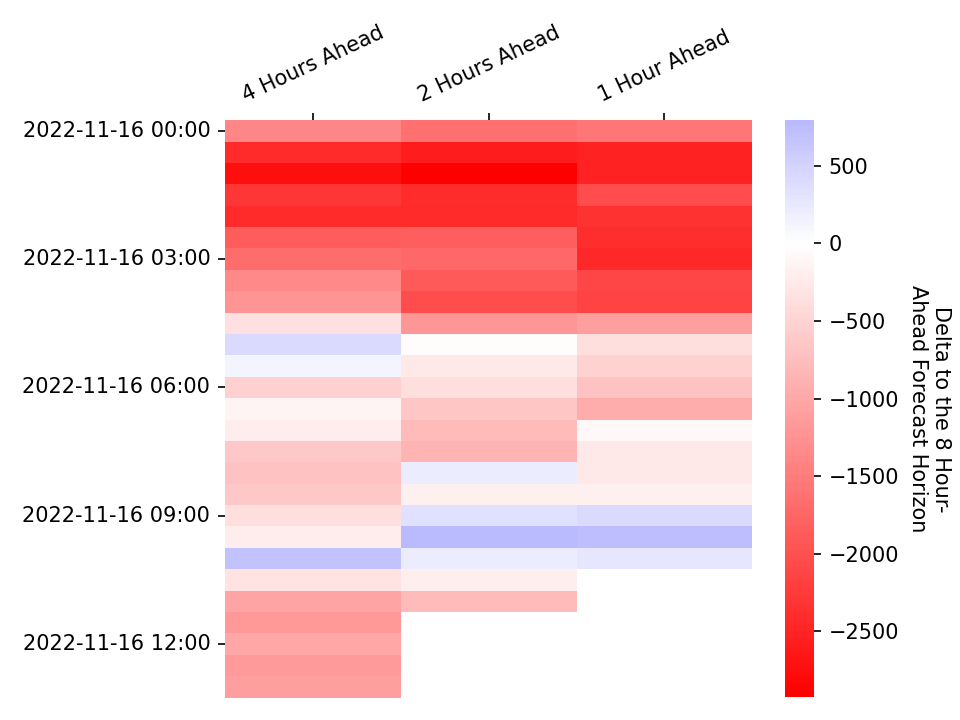 4 Hours Ahead
2 Hours Ahead
1 Hour Ahead
2022-11-16 00:00
2022-11-16 03:00
2022-11-16 06:00
2022-11-16 09:00
2022-11-16 12:00
500
0
−500
−1000
−1500
−2000
−2500
Delta to the 8 Hour-
Ahead Forecast Horizon